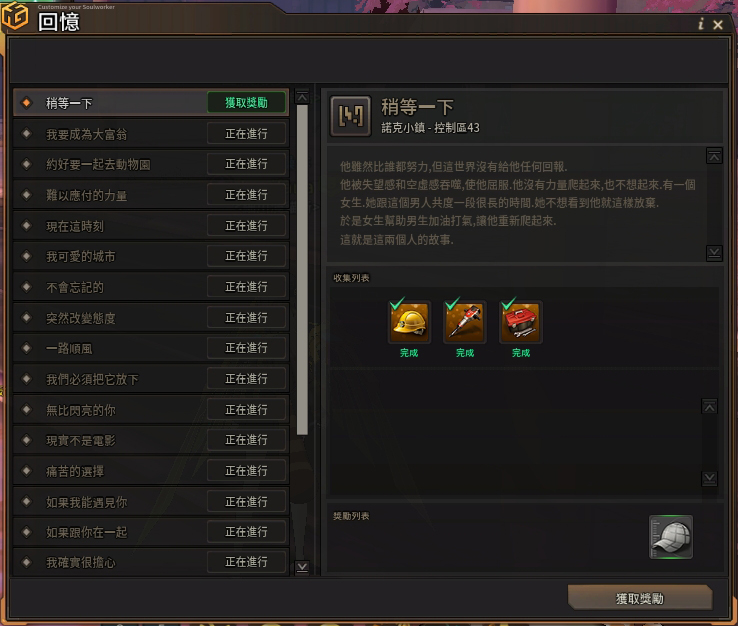 Customize your Soulworker
回憶
稍等一下
獲取獎勵
我要成為大富翁
正在進行
約好要一起去動物園
正在進行
難以應付的力量
正在進行
現在這時刻
正在進行
我可愛的城市
正在進行
不會忘記的
正在進行
突然改變態度
正在進行
一路順風
正在進行
我們必須把它放下
正在進行
無比閃亮的你
正在進行
現實不是電影
正在進行
痛苦的選擇
正在進行
如果我能遇見你
正在進行
如果跟你在一起
正在進行
我確實很擔心
正在進行
稍等一下
諾克小鎮 - 控制區43
他雖然比誰都努力,但這世界沒有給他任何回報.
他被失望感和空虛感吞噬,使他屈服.他沒有力量爬起來,也不想起來.有一個
女生.她跟這個男人共度一段很長的時間.她不想看到他就這樣放棄.
於是女生幫助男生加油打氣,讓他重新爬起來.
這就是這兩個人的故事.
收集列表
完成
完成
完成
獎勵列表
獲取獎勵